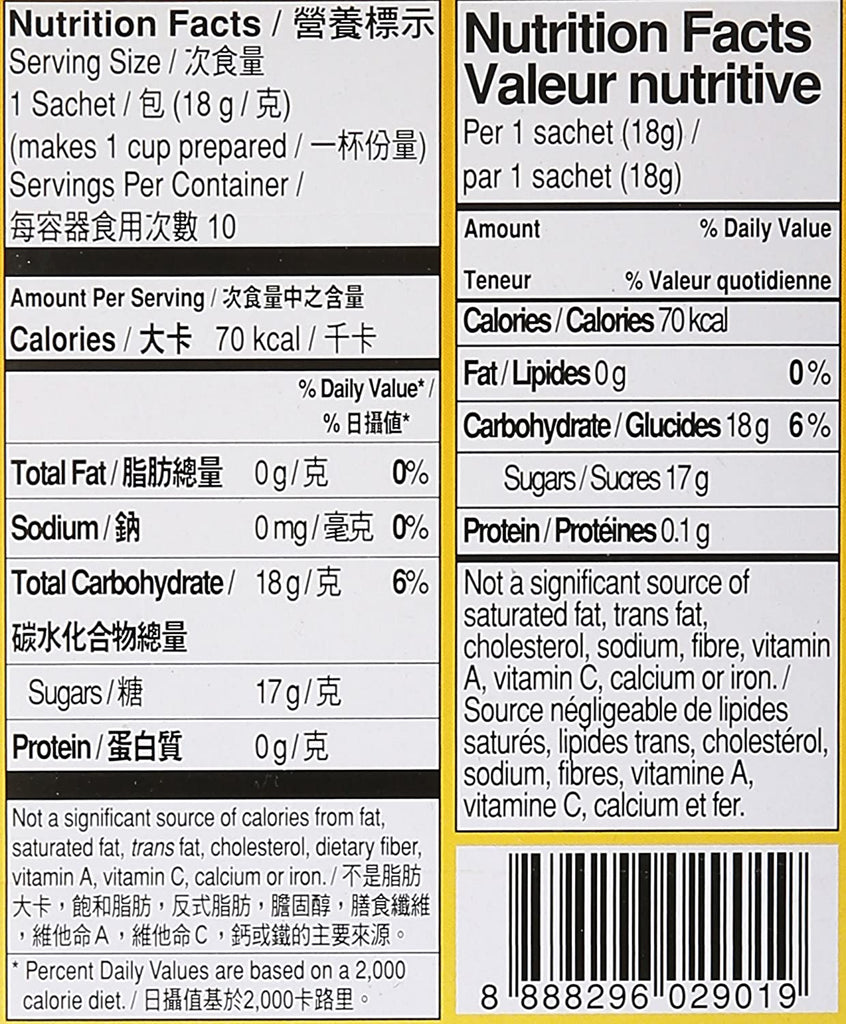 Nutrition Facts / 營養標示
Serving Size / 次食量
1 Sachet / 包 (18 g / 克)
(makes 1 cup prepared / 一杯份量)
Servings Per Container /
每容器食用次數 10
Amount Per Serving / 次食量中之含量
Calories / 大卡 70 kcal / 千卡
% Daily Value* /
% 日攝值*
Total Fat / 脂肪總量 0 g / 克 0%
Sodium / 鈉 0 mg / 毫克 0%
Total Carbohydrate / 18 g / 克 6%
碳水化合物總量
Sugars / 糖 17 g / 克
Protein / 蛋白質 0 g / 克
Not a significant source of calories from fat,
saturated fat, trans fat, cholesterol, dietary fiber,
vitamin A, vitamin C, calcium or iron. / 不是脂肪
大卡，飽和脂肪，反式脂肪，膽固醇，膳食纖維
，維他命A，維他命C，鈣或鐵的主要來源。
* Percent Daily Values are based on a 2,000
calorie diet. / 日攝值基於2,000卡路里。
Nutrition Facts
Valeur nutritive
Per 1 sachet (18g) /
par 1 sachet (18g)
Amount % Daily Value
Teneur % Valeur quotidienne
Calories / Calories 70 kcal
Fat / Lipides 0 g 0 %
Carbohydrate / Glucides 18 g 6 %
Sugars / Sucres 17 g
Protein / Protéines 0.1 g
Not a significant source of
saturated fat, trans fat,
cholesterol, sodium, fibre, vitamin
A, vitamin C, calcium or iron. /
Source négligeable de lipides
saturés, lipides trans, cholestérol,
sodium, fibres, vitamine A,
vitamine C, calcium et fer.
8 888296 029019